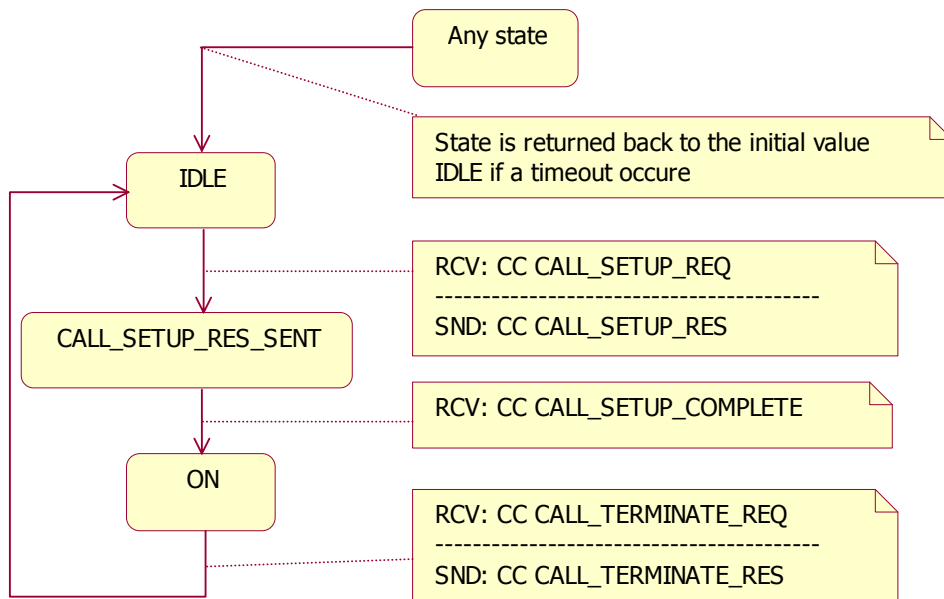 Any state
State is returned back to the initial value
IDLE if a timeout occure
IDLE
RCV: CC CALL_SETUP_REQ
-----------------------------------------
SND: CC CALL_SETUP_RES
CALL_SETUP_RES_SENT
RCV: CC CALL_SETUP_COMPLETE
ON
RCV: CC CALL_TERMINATE_REQ
-----------------------------------------
SND: CC CALL_TERMINATE_RES